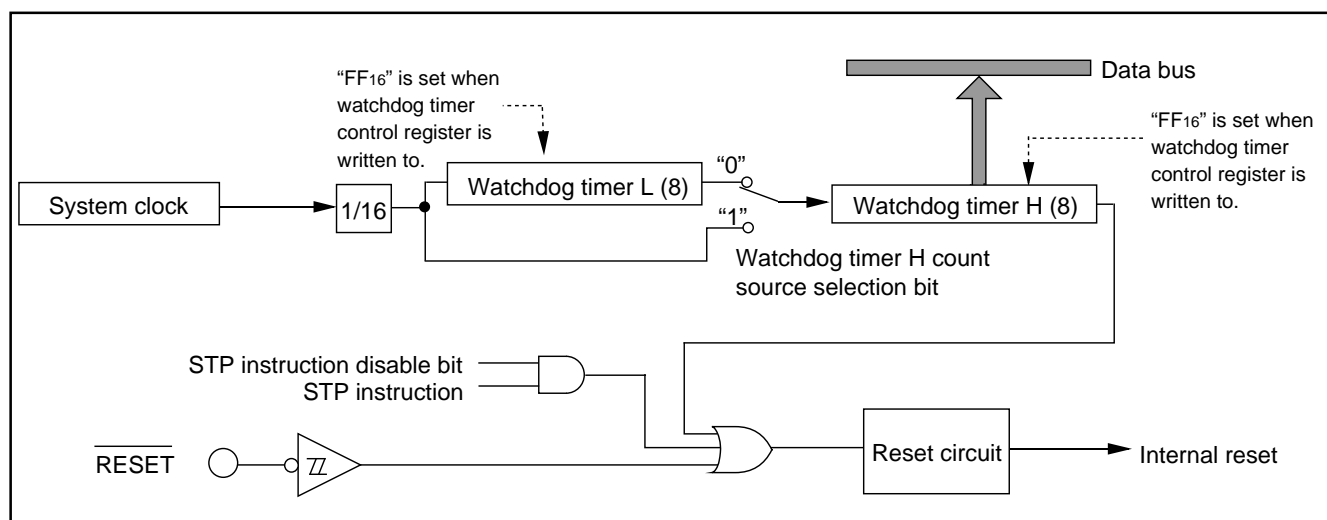 “FF16” is set when
watchdog timer
control register is
written to.
Data bus
“FF16” is set when
watchdog timer
control register is
written to.
System clock
1/16
Watchdog timer L (8)
“0”
“1”
Watchdog timer H (8)
Watchdog timer H count
source selection bit
STP instruction disable bit
STP instruction
RESET
Reset circuit
Internal reset